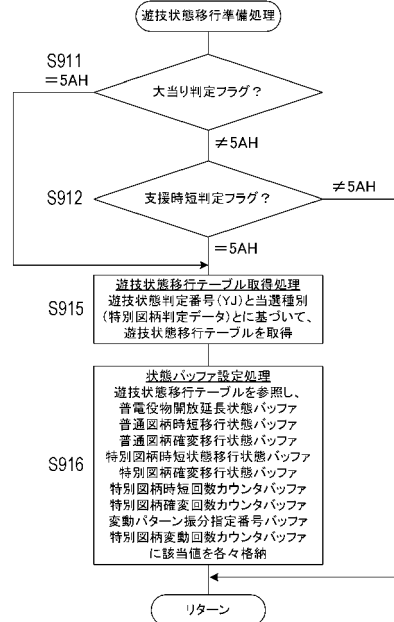 遊技状態移行準備処理
S911
＝5AH
大当り判定フラグ？
≠5AH
S912
支援時短判定フラグ？
≠5AH
＝5AH
S915
遊技状態移行テーブル取得処理
遊技状態判定番号(YJ)と当選種別
(特別図柄判定データ)とに基づいて、
遊技状態移行テーブルを取得
S916
状態バッファ設定処理
遊技状態移行テーブルを参照し、
普電役物開放延長状態バッファ
普通図柄時短移行状態バッファ
普通図柄確変移行状態バッファ
特別図柄時短状態移行状態バッファ
特別図柄確変移行状態バッファ
特別図柄時短回数カウンタバッファ
特別図柄確変回数カウンタバッファ
変動パターン振分指定番号バッファ
特別図柄変動回数カウンタバッファ
に該当値を各々格納
リターン